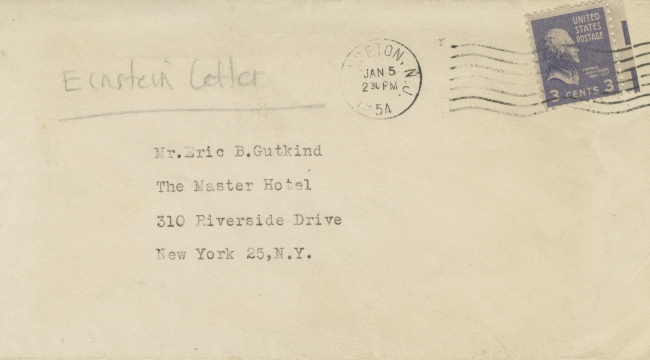 Einstein Letter
JAN 5
2 30 PM
1954
N.J.
UNITED
STATES
POSTAGE
3 CENTS 3
Mr.Eric B.Gutkind
The Master Hotel
310 Riverside Drive
New York 25,N.Y.